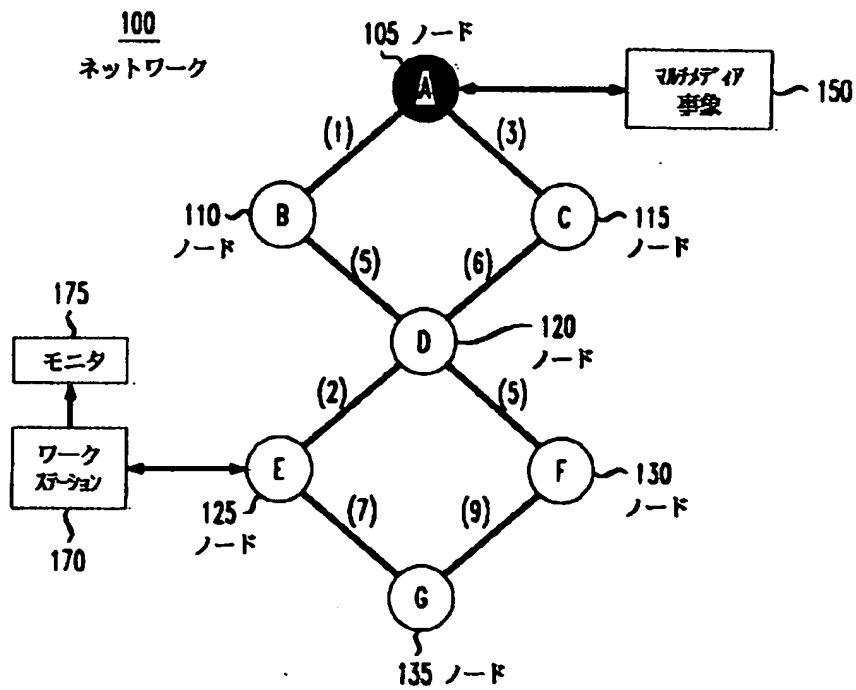 100
ネットワーク
105 ノード
A
マルチメディア
事象
150
(1)
(3)
110
ノード
B
C
115
ノード
(5)
(6)
175
モニタ
D
120
ノード
(2)
(5)
ワーク
ステーション
170
E
125
ノード
F
130
ノード
(7)
(9)
G
135 ノード